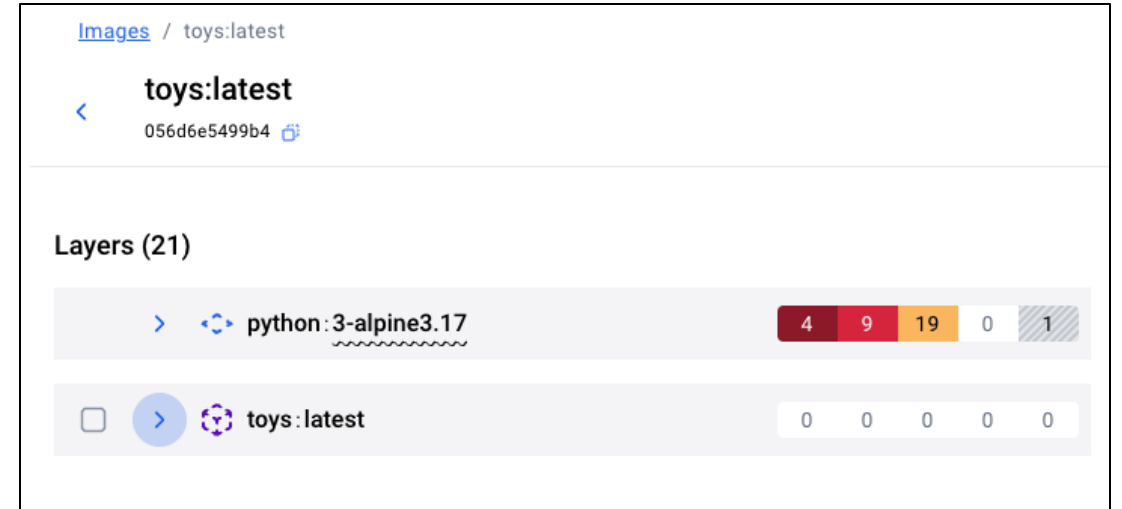 Images / toys:latest
toys:latest
056d6e5499b4
Layers (21)
python:3-alpine3.17 4 9 19 0 1
toys:latest 0 0 0 0 0